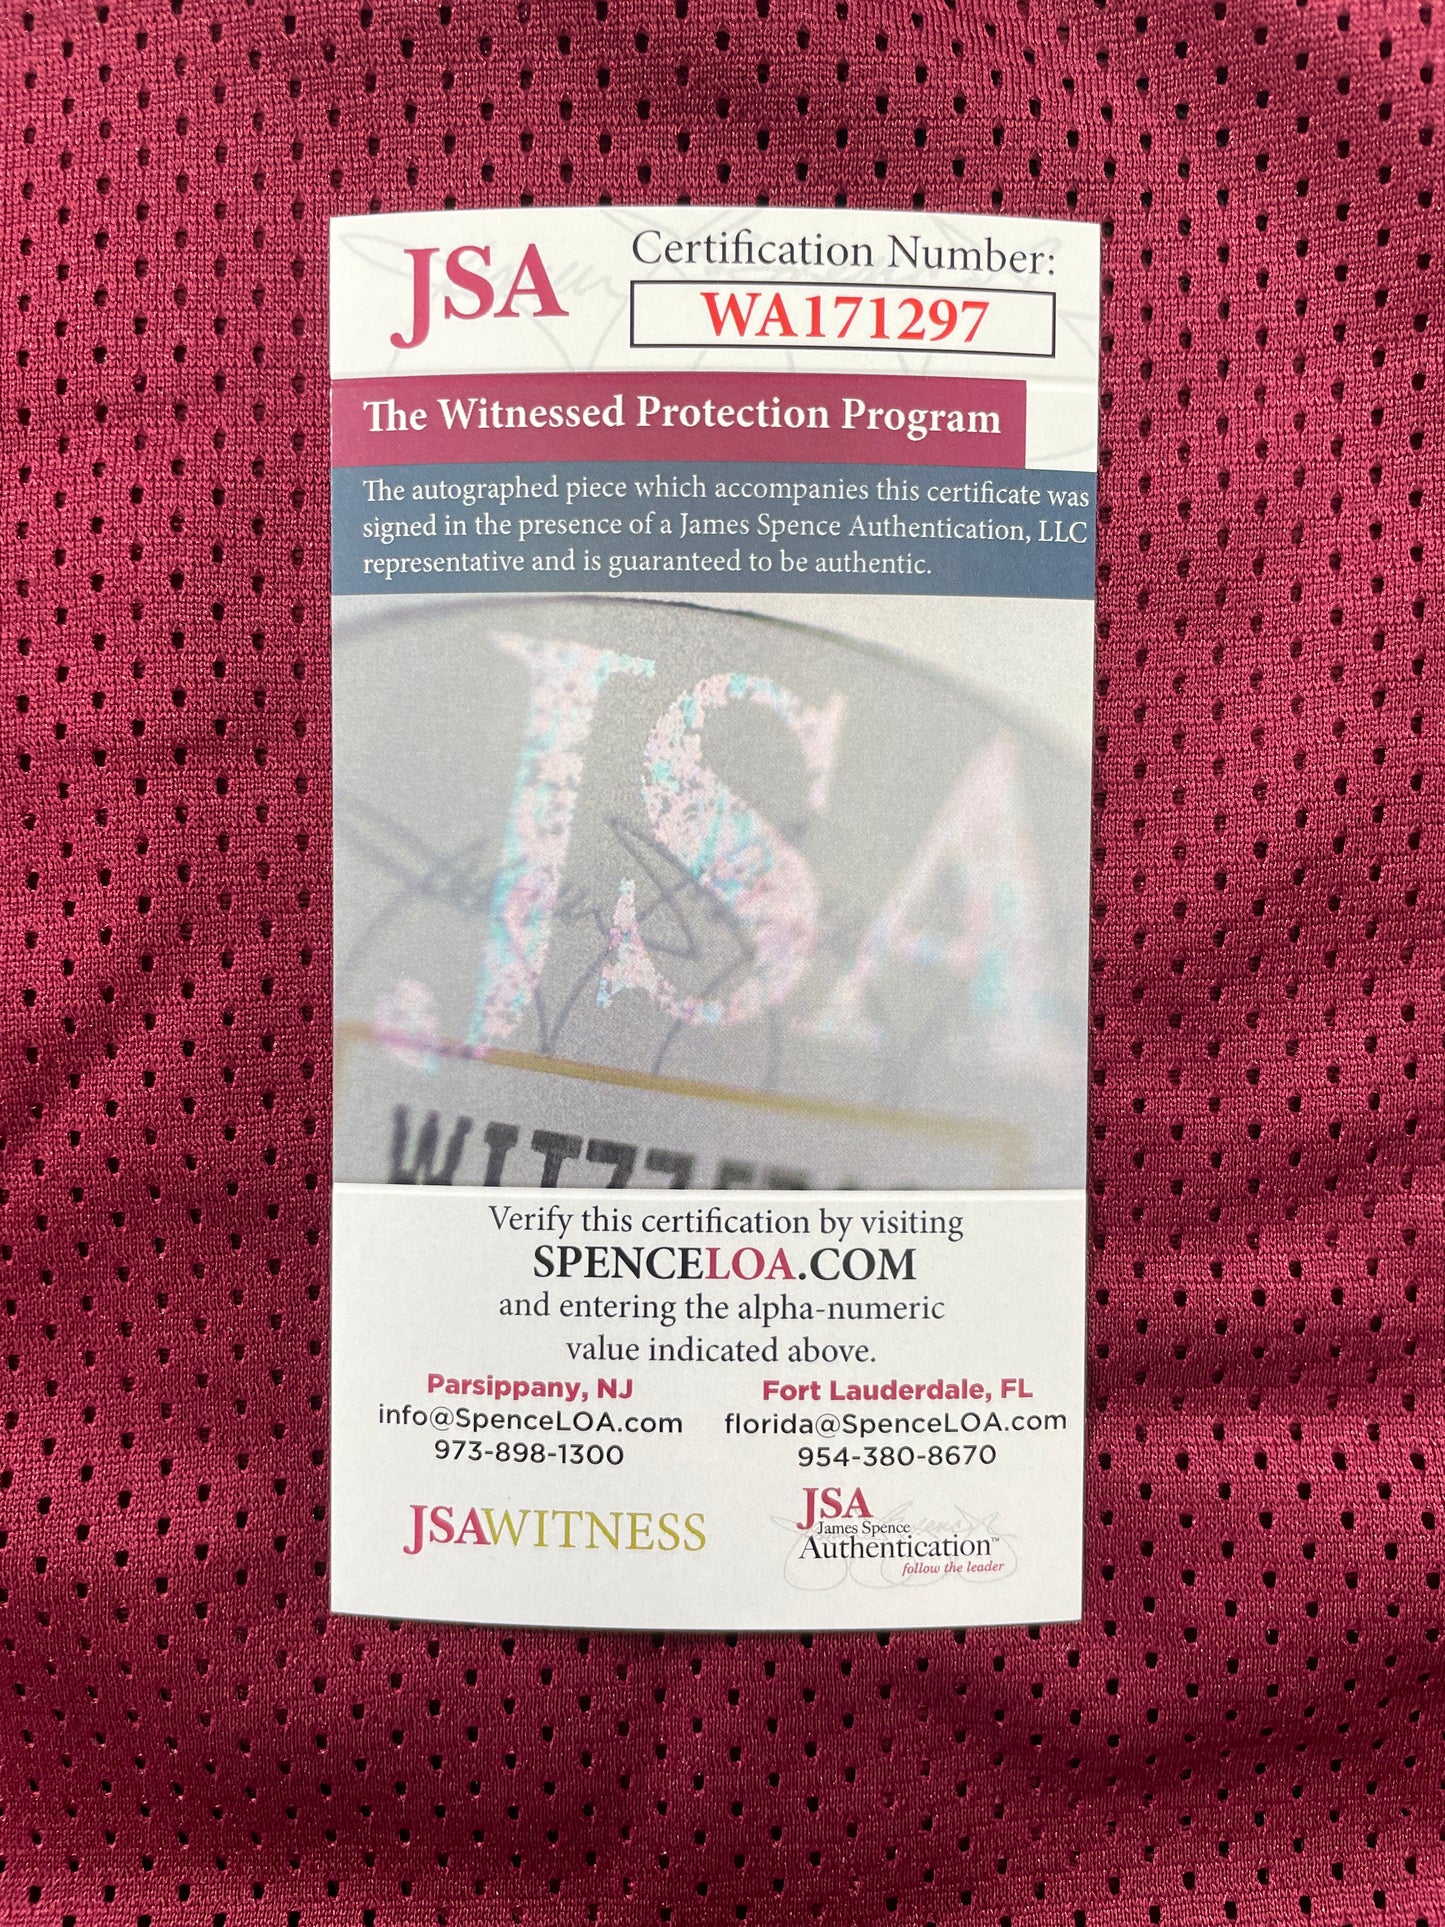 JSA
Certification Number:
WA171297
The Witnessed Protection Program
The autographed piece which accompanies this certificate was
signed in the presence of a James Spence Authentication, LLC
representative and is guaranteed to be authentic.
JSA
Verify this certification by visiting
SPENCELOA.COM
and entering the alpha-numeric
value indicated above.
Parsippany, NJ
info@SpenceLOA.com
973-898-1300
Fort Lauderdale, FL
florida@SpenceLOA.com
954-380-8670
JSAWITNESS
JSA
James Spence
Authentication™
follow the leader